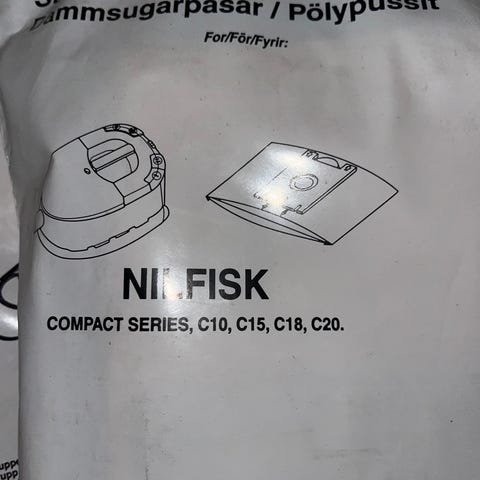 Dammsugarpåsar / Pölypussit
For/För/Fyrir:
NILFISK
COMPACT SERIES, C10, C15, C18, C20.